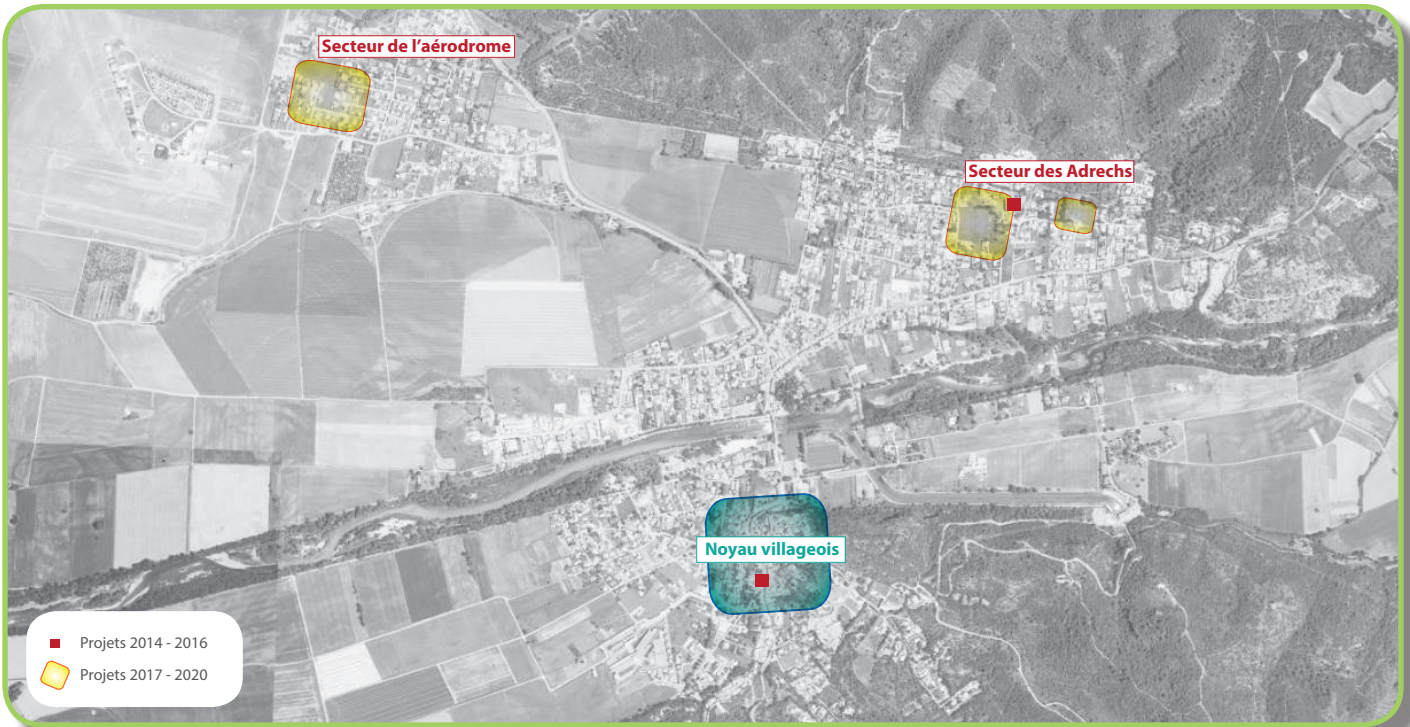 Secteur de l'aérodrome
Secteur des Adrechs
Noyau villageois
Projets 2014 - 2016
Projets 2017 - 2020